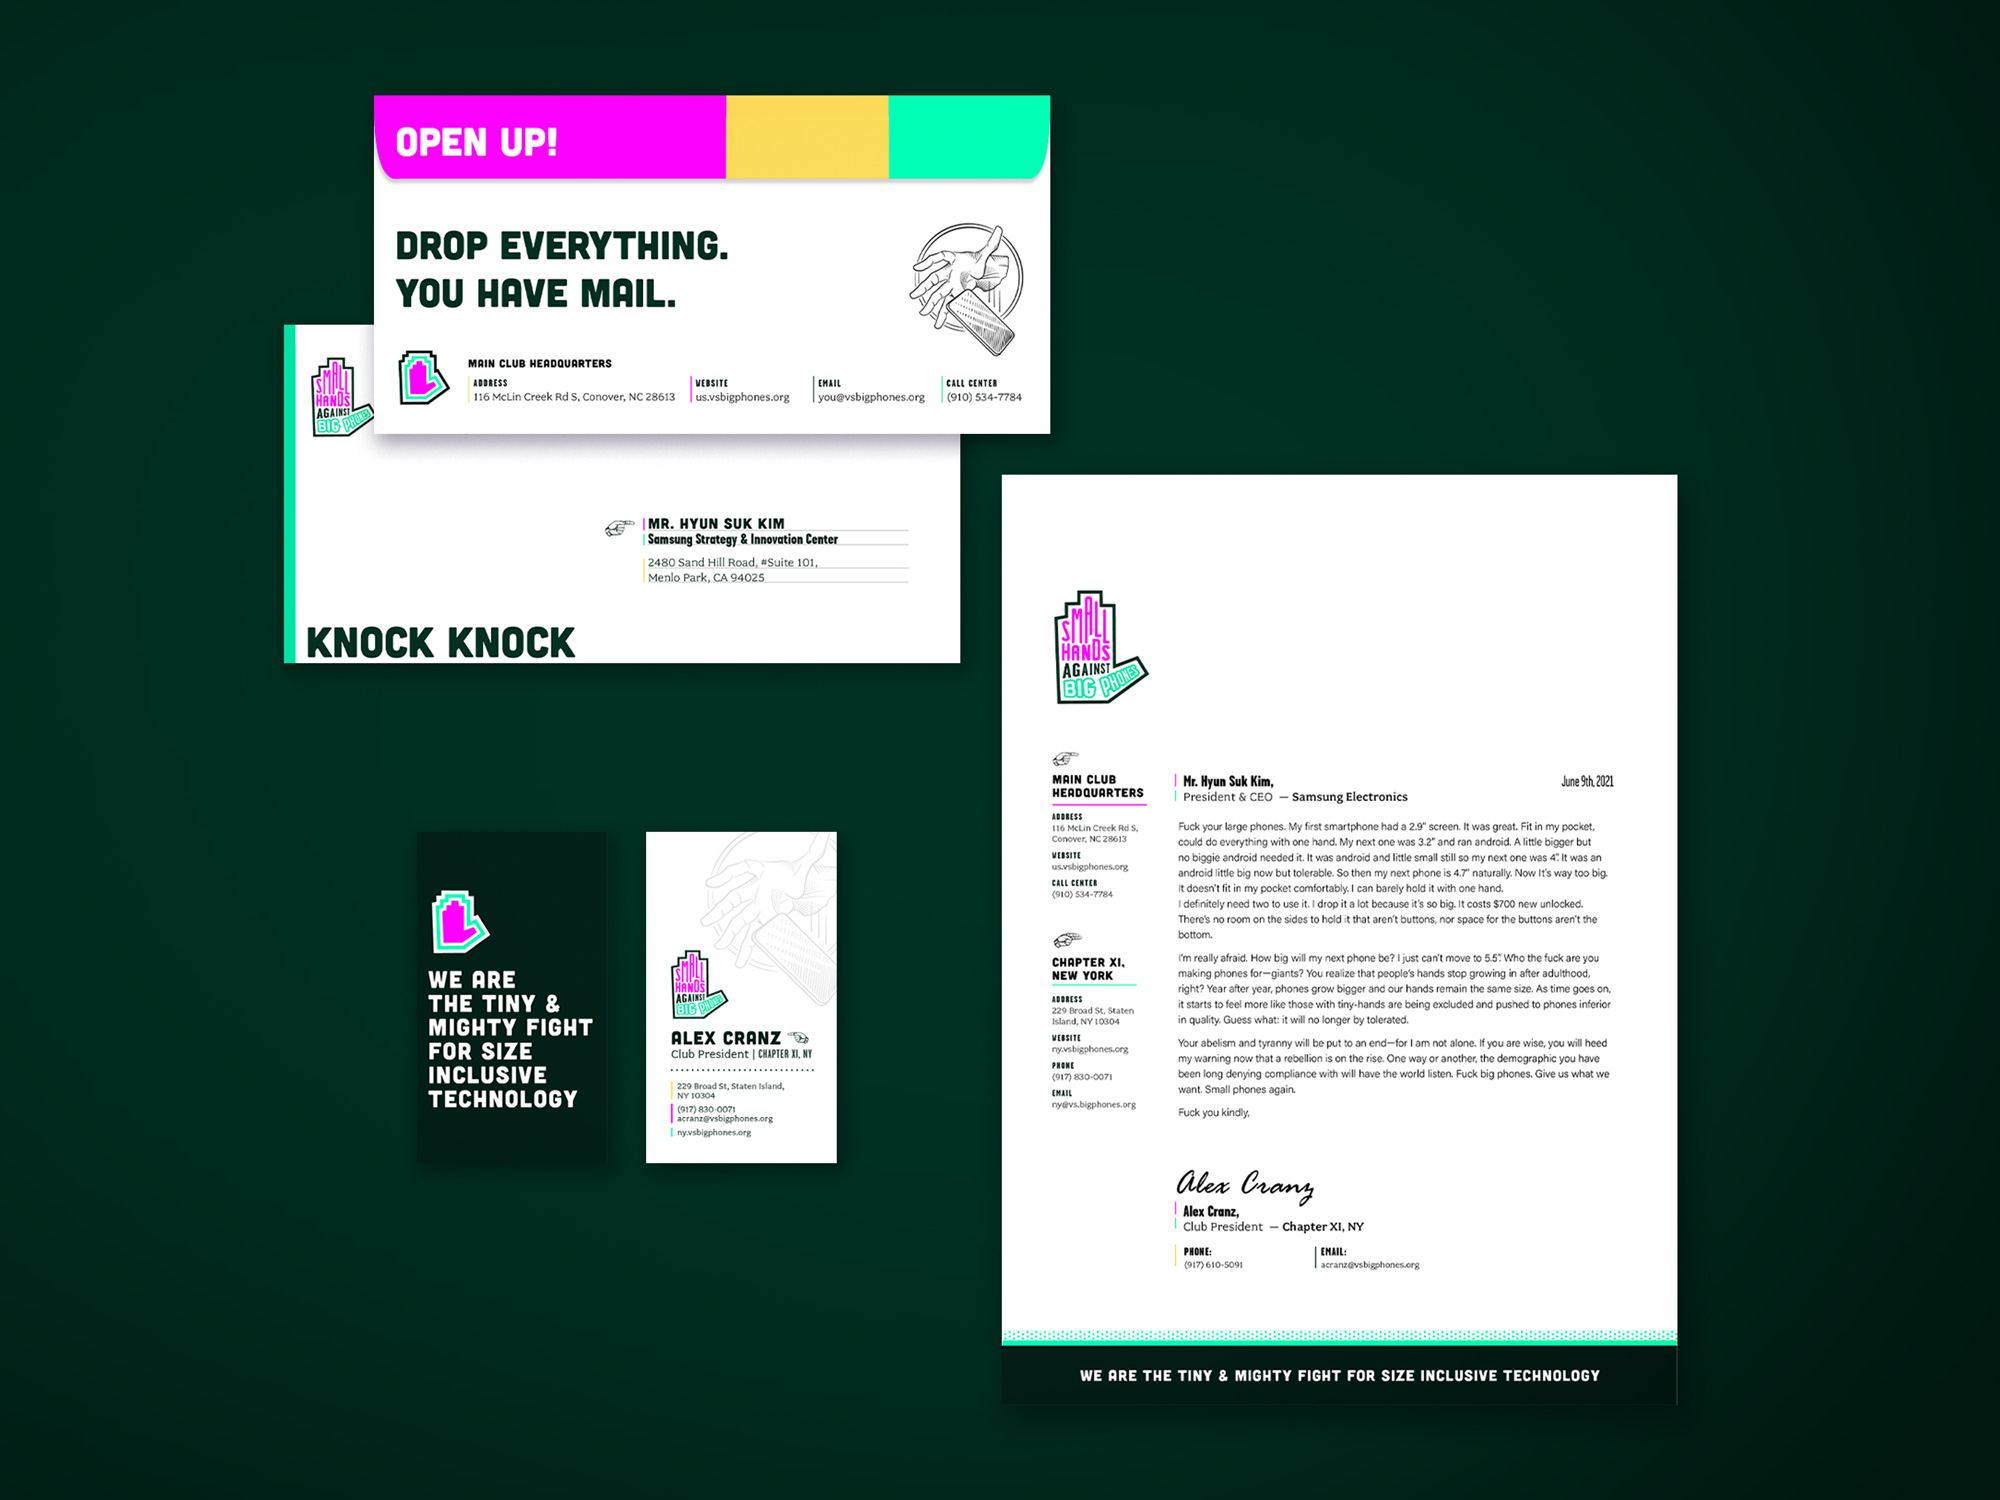 OPEN UP!
DROP EVERYTHING.
YOU HAVE MAIL.
MAIN CLUB HEADQUARTERS
ADDRESS
116 McLin Creek Rd S, Conover, NC 28613
WEBSITE
us.vsbigphones.org
EMAIL
you@vsbigphones.org
CALL CENTER
(910) 534-7784
SMALL
HANDS
AGAINST
BIG PHONES
MR. HYUN SUK KIM
Samsung Strategy & Innovation Center
2480 Sand Hill Road, #Suite 101,
Menlo Park, CA 94025
KNOCK KNOCK
WE ARE
THE TINY &
MIGHTY FIGHT
FOR SIZE
INCLUSIVE
TECHNOLOGY
SMALL
HANDS
AGAINST
BIG PHONES
ALEX CRANZ
Club President | CHAPTER XI, NY
229 Broad St, Staten Island,
NY 10304
(917) 830-0071
acranz@vsbigphones.org
ny.vsbigphones.org
SMALL
HANDS
AGAINST
BIG PHONES
MAIN CLUB
HEADQUARTERS
ADDRESS
116 McLin Creek Rd S,
Conover, NC 28613
WEBSITE
us.vsbigphones.org
CALL CENTER
(910) 534-7784
CHAPTER XI,
NEW YORK
ADDRESS
229 Broad St, Staten
Island, NY 10304
WEBSITE
ny.vsbigphones.org
PHONE
(917) 830-0071
EMAIL
ny@vs.bigphones.org
Mr. Hyun Suk Kim,
President & CEO — Samsung Electronics
June 9th, 2021
Fuck your large phones. My first smartphone had a 2.9" screen. It was great. Fit in my pocket,
could do everything with one hand. My next one was 3.2" and ran android. A little bigger but
no biggie android needed it. It was android and little small still so my next one was 4". It was an
android little big now but tolerable. So then my next phone is 4.7" naturally. Now It's way too big.
It doesn't fit in my pocket comfortably. I can barely hold it with one hand.
I definitely need two to use it. I drop it a lot because it's so big. It costs $700 new unlocked.
There's no room on the sides to hold it that aren't buttons, nor space for the buttons aren't the
bottom.
I'm really afraid. How big will my next phone be? I just can't move to 5.5". Who the fuck are you
making phones for—giants? You realize that people's hands stop growing in after adulthood,
right? Year after year, phones grow bigger and our hands remain the same size. As time goes on,
it starts to feel more like those with tiny-hands are being excluded and pushed to phones inferior
in quality. Guess what: it will no longer by tolerated.
Your abelism and tyranny will be put to an end—for I am not alone. If you are wise, you will heed
my warning now that a rebellion is on the rise. One way or another, the demographic you have
been long denying compliance with will have the world listen. Fuck big phones. Give us what we
want. Small phones again.
Fuck you kindly,
Alex Cranz
Alex Cranz,
Club President — Chapter XI, NY
PHONE:
(917) 610-5091
EMAIL:
acranz@vsbigphones.org
WE ARE THE TINY & MIGHTY FIGHT FOR SIZE INCLUSIVE TECHNOLOGY